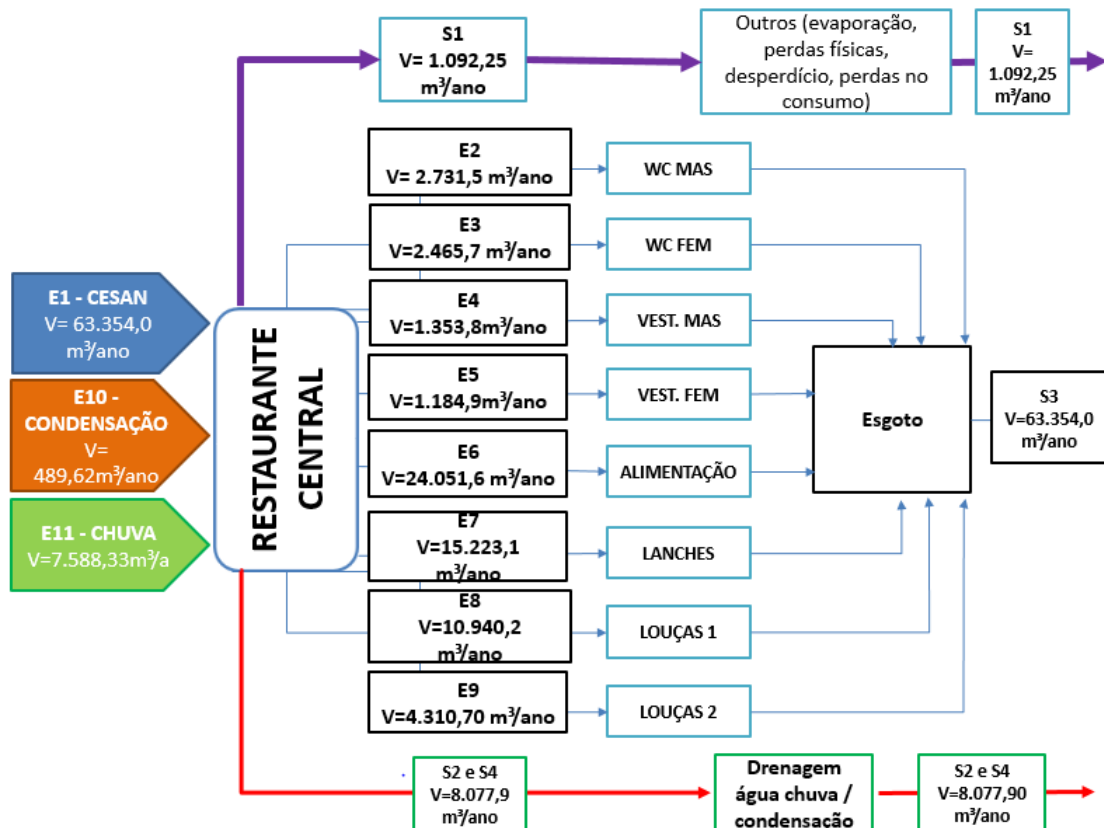 S1
V= 1.092,25
m³/ano
Outros (evaporação,
perdas físicas,
desperdício, perdas no
consumo)
S1
V=
1.092,25
m³/ano
E2
V= 2.731,5 m³/ano
WC MAS
E3
V=2.465,7 m³/ano
WC FEM
E1 - CESAN
V= 63.354,0
m³/ano
E4
V=1.353,8m³/ano
VEST. MAS
RESTAURANTE
CENTRAL
E10 -
CONDENSAÇÃO
V=
489,62m³/ano
E5
V=1.184,9m³/ano
VEST. FEM
Esgoto
S3
V=63.354,0
m³/ano
E6
V=24.051,6 m³/ano
ALIMENTAÇÃO
E11 - CHUVA
V=7.588,33m³/a
E7
V=15.223,1
m³/ano
LANCHES
E8
V=10.940,2
m³/ano
LOUÇAS 1
E9
V=4.310,70 m³/ano
LOUÇAS 2
S2 e S4
V=8.077,9
m³/ano
Drenagem
água chuva /
condensação
S2 e S4
V=8.077,90
m³/ano